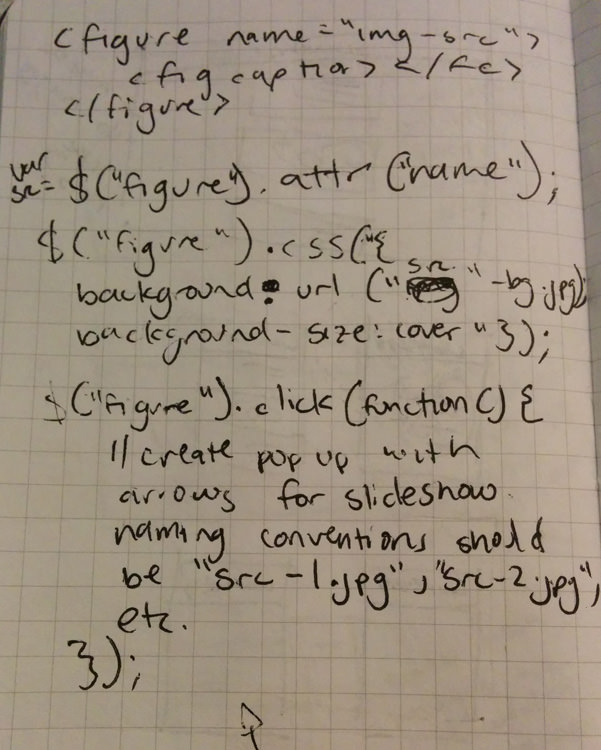 <figure name="img-src">
<figcaption> </fc>
</figure>
var
src= $("figure").attr("name");
$("figure").css("{
background: url ("src"-bg.jpg)
background-size: cover"});
$("figure").click(function() {
//create pop up with
arrows for slideshow.
naming conventions should
be "src-1.jpg", "src-2.jpg",
etc.
});